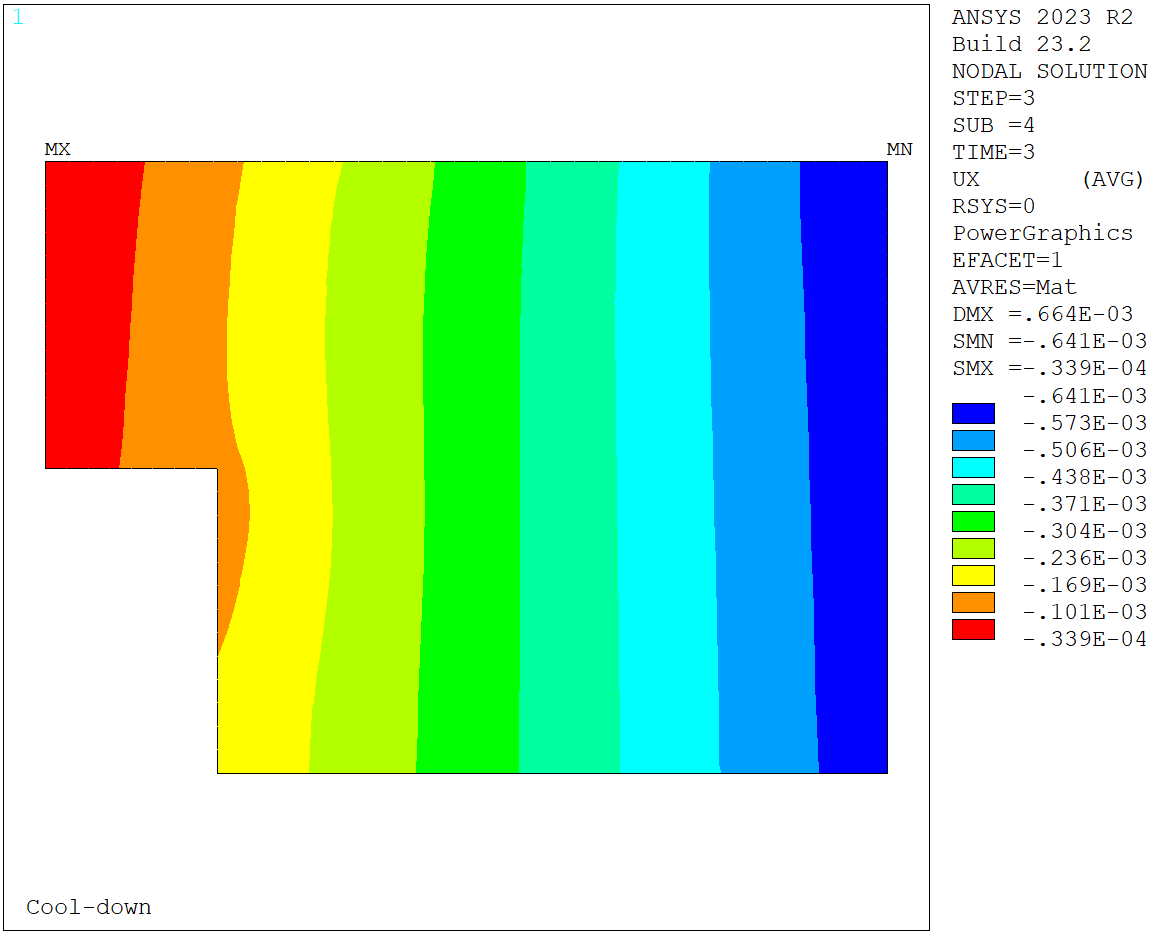 1
MX
MN
ANSYS 2023 R2
Build 23.2
NODAL SOLUTION
STEP=3
SUB =4
TIME=3
UX (AVG)
RSYS=0
PowerGraphics
EFACET=1
AVRES=Mat
DMX =.664E-03
SMN =-.641E-03
SMX =-.339E-04
-.641E-03
-.573E-03
-.506E-03
-.438E-03
-.371E-03
-.304E-03
-.236E-03
-.169E-03
-.101E-03
-.339E-04
Cool-down